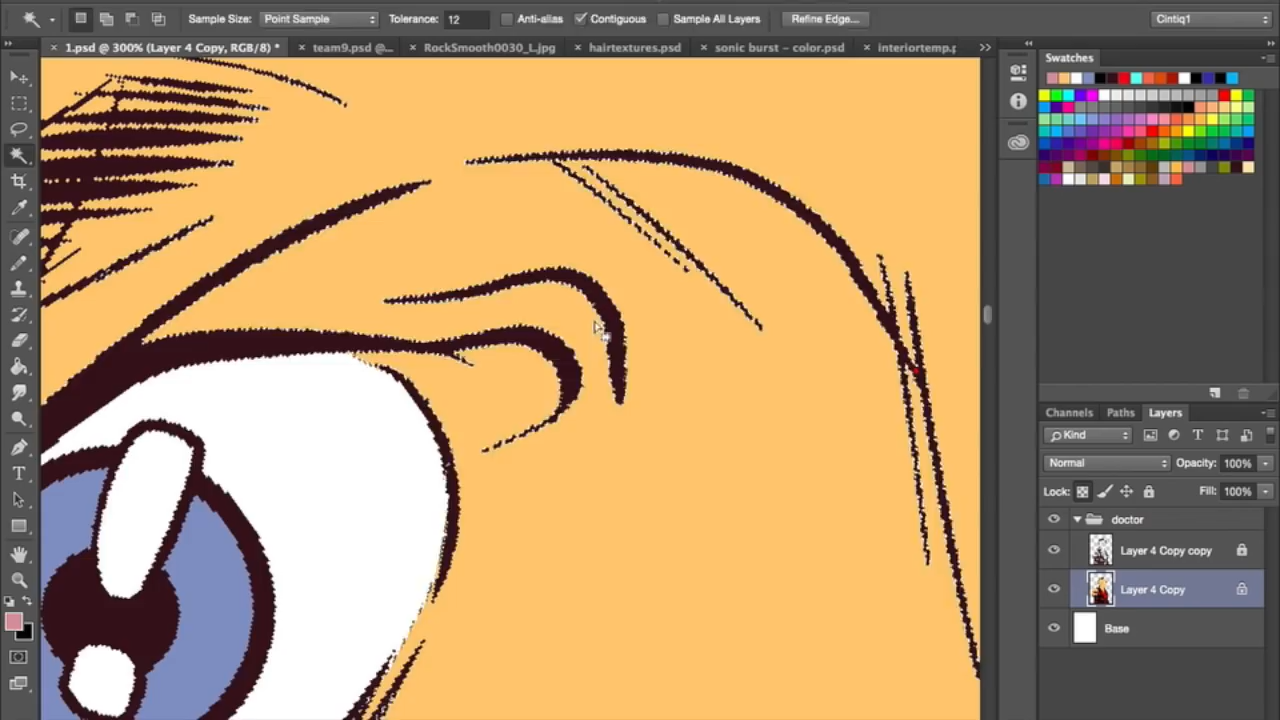 Sample Size: Point Sample Tolerance: 12 Anti-alias Contiguous Sample All Layers Refine Edge... Cintiq1
1.psd @ 300% (Layer 4 Copy, RGB/8) * team9.psd @... RockSmooth0030_L.jpg hairtextures.psd sonic burst – color.psd interiortemp.p
Swatches
Channels Paths Layers
Kind
Normal Opacity: 100%
Lock: Fill: 100%
doctor
Layer 4 Copy copy
Layer 4 Copy
Base